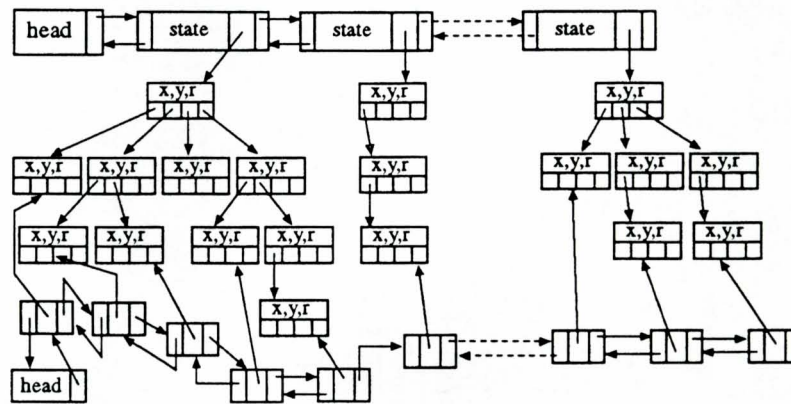 head state state state
x,y,r x,y,r x,y,r
x,y,r x,y,r x,y,r x,y,r x,y,r x,y,r x,y,r x,y,r
x,y,r x,y,r x,y,r x,y,r x,y,r x,y,r x,y,r
x,y,r
head